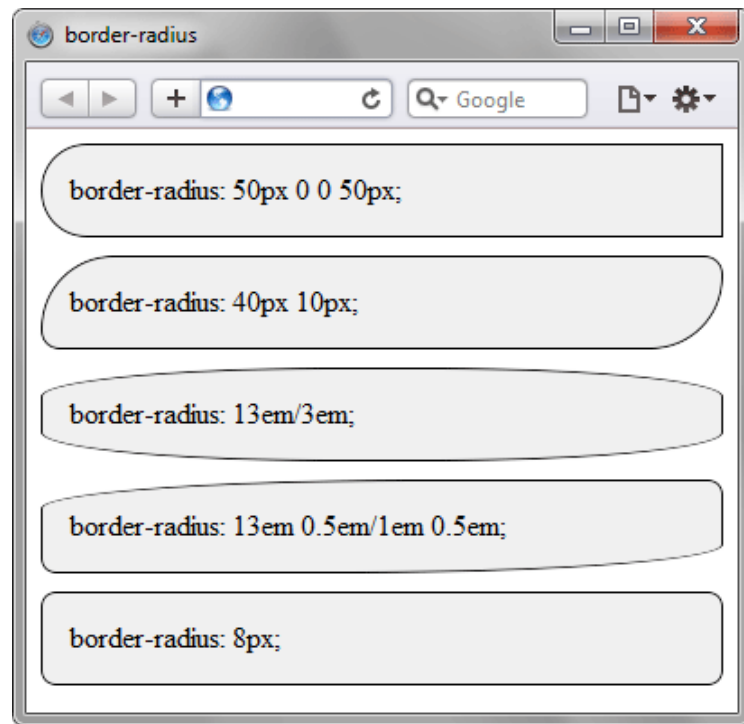 border-radius
Google
border-radius: 50px 0 0 50px;
border-radius: 40px 10px;
border-radius: 13em/3em;
border-radius: 13em 0.5em/1em 0.5em;
border-radius: 8px;